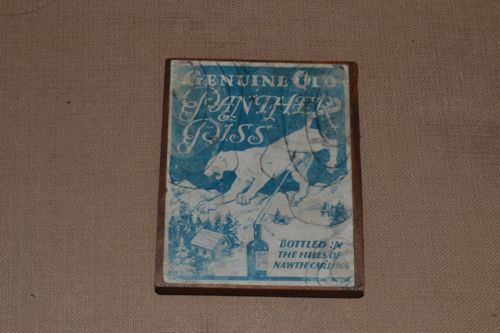 GENUINE OLD
PANTHER
PISS
BOTTLED IN
THE HILLS OF
NAWTH CARLINA